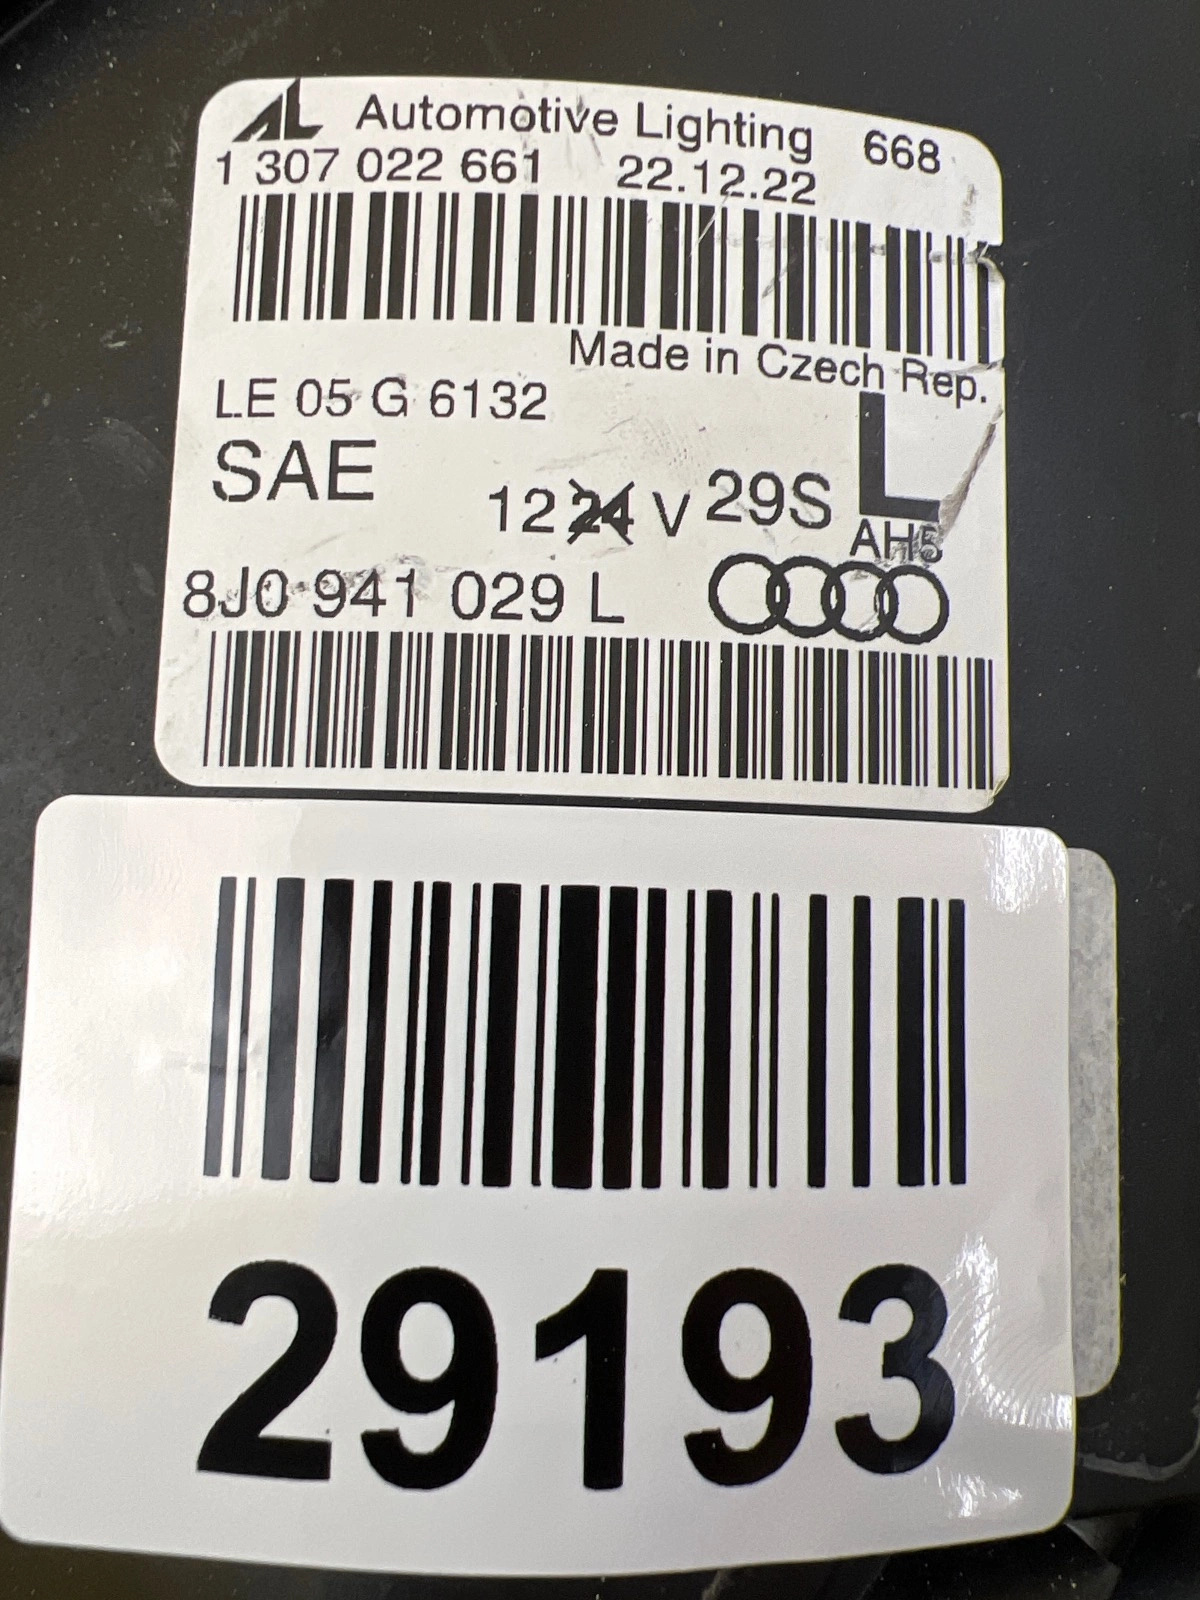 AL Automotive Lighting 668
1 307 022 661 22.12.22
Made in Czech Rep.
LE 05 G 6132
SAE
12 24 V 29S L
AH5
8J0 941 029 L
29193